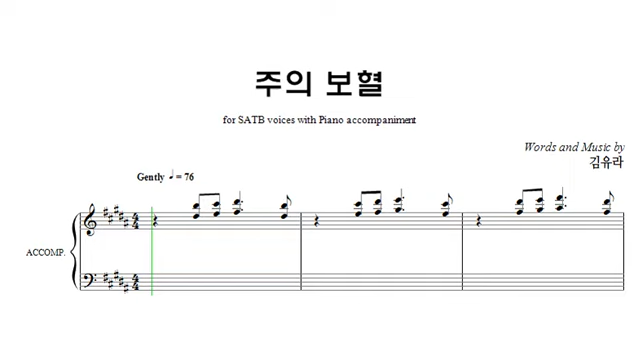 주의 보혈
for SATB voices with Piano accompaniment
Words and Music by
김유라
Gently ♩ = 76
ACCOMP.